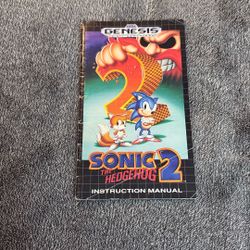 GENESIS
2
SONIC
THE
HEDGEHOG 2
INSTRUCTION MANUAL